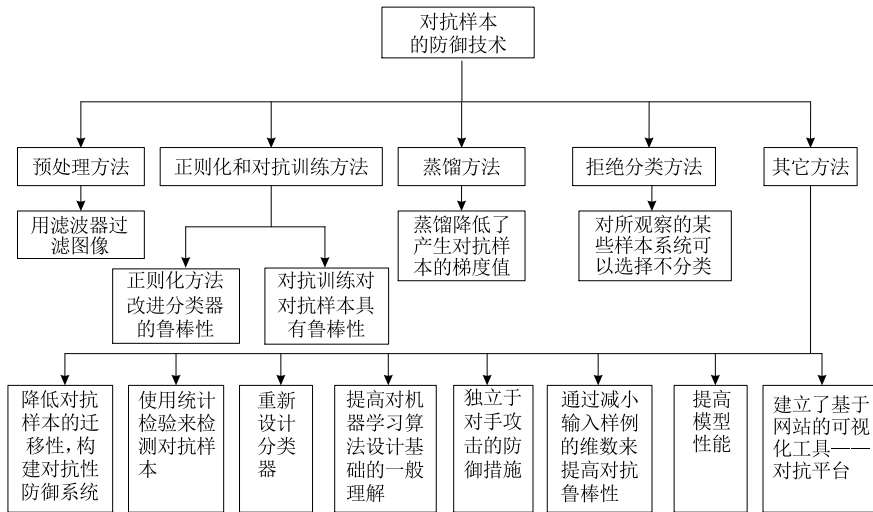 对抗样本
的防御技术
预处理方法
正则化和对抗训练方法
蒸馏方法
拒绝分类方法
其它方法
用滤波器过
滤图像
正则化方法
改进分类器
的鲁棒性
对抗训练对
对抗样本具
有鲁棒性
蒸馏降低了
产生对抗样
本的梯度值
对所观察的某
些样本系统可
以选择不分类
降低对抗
样本的迁
移性，构
建对抗性
防御系统
使用统计
检验来检
测对抗样
本
重新
设计
分类
器
提高对机
器学习算
法设计基
础的一般
理解
独立于
对手攻
击的防
御措施
通过减小
输入样例
的维数来
提高对抗
鲁棒性
提高
模型
性能
建立了基于
网站的可视
化工具——
对抗平台